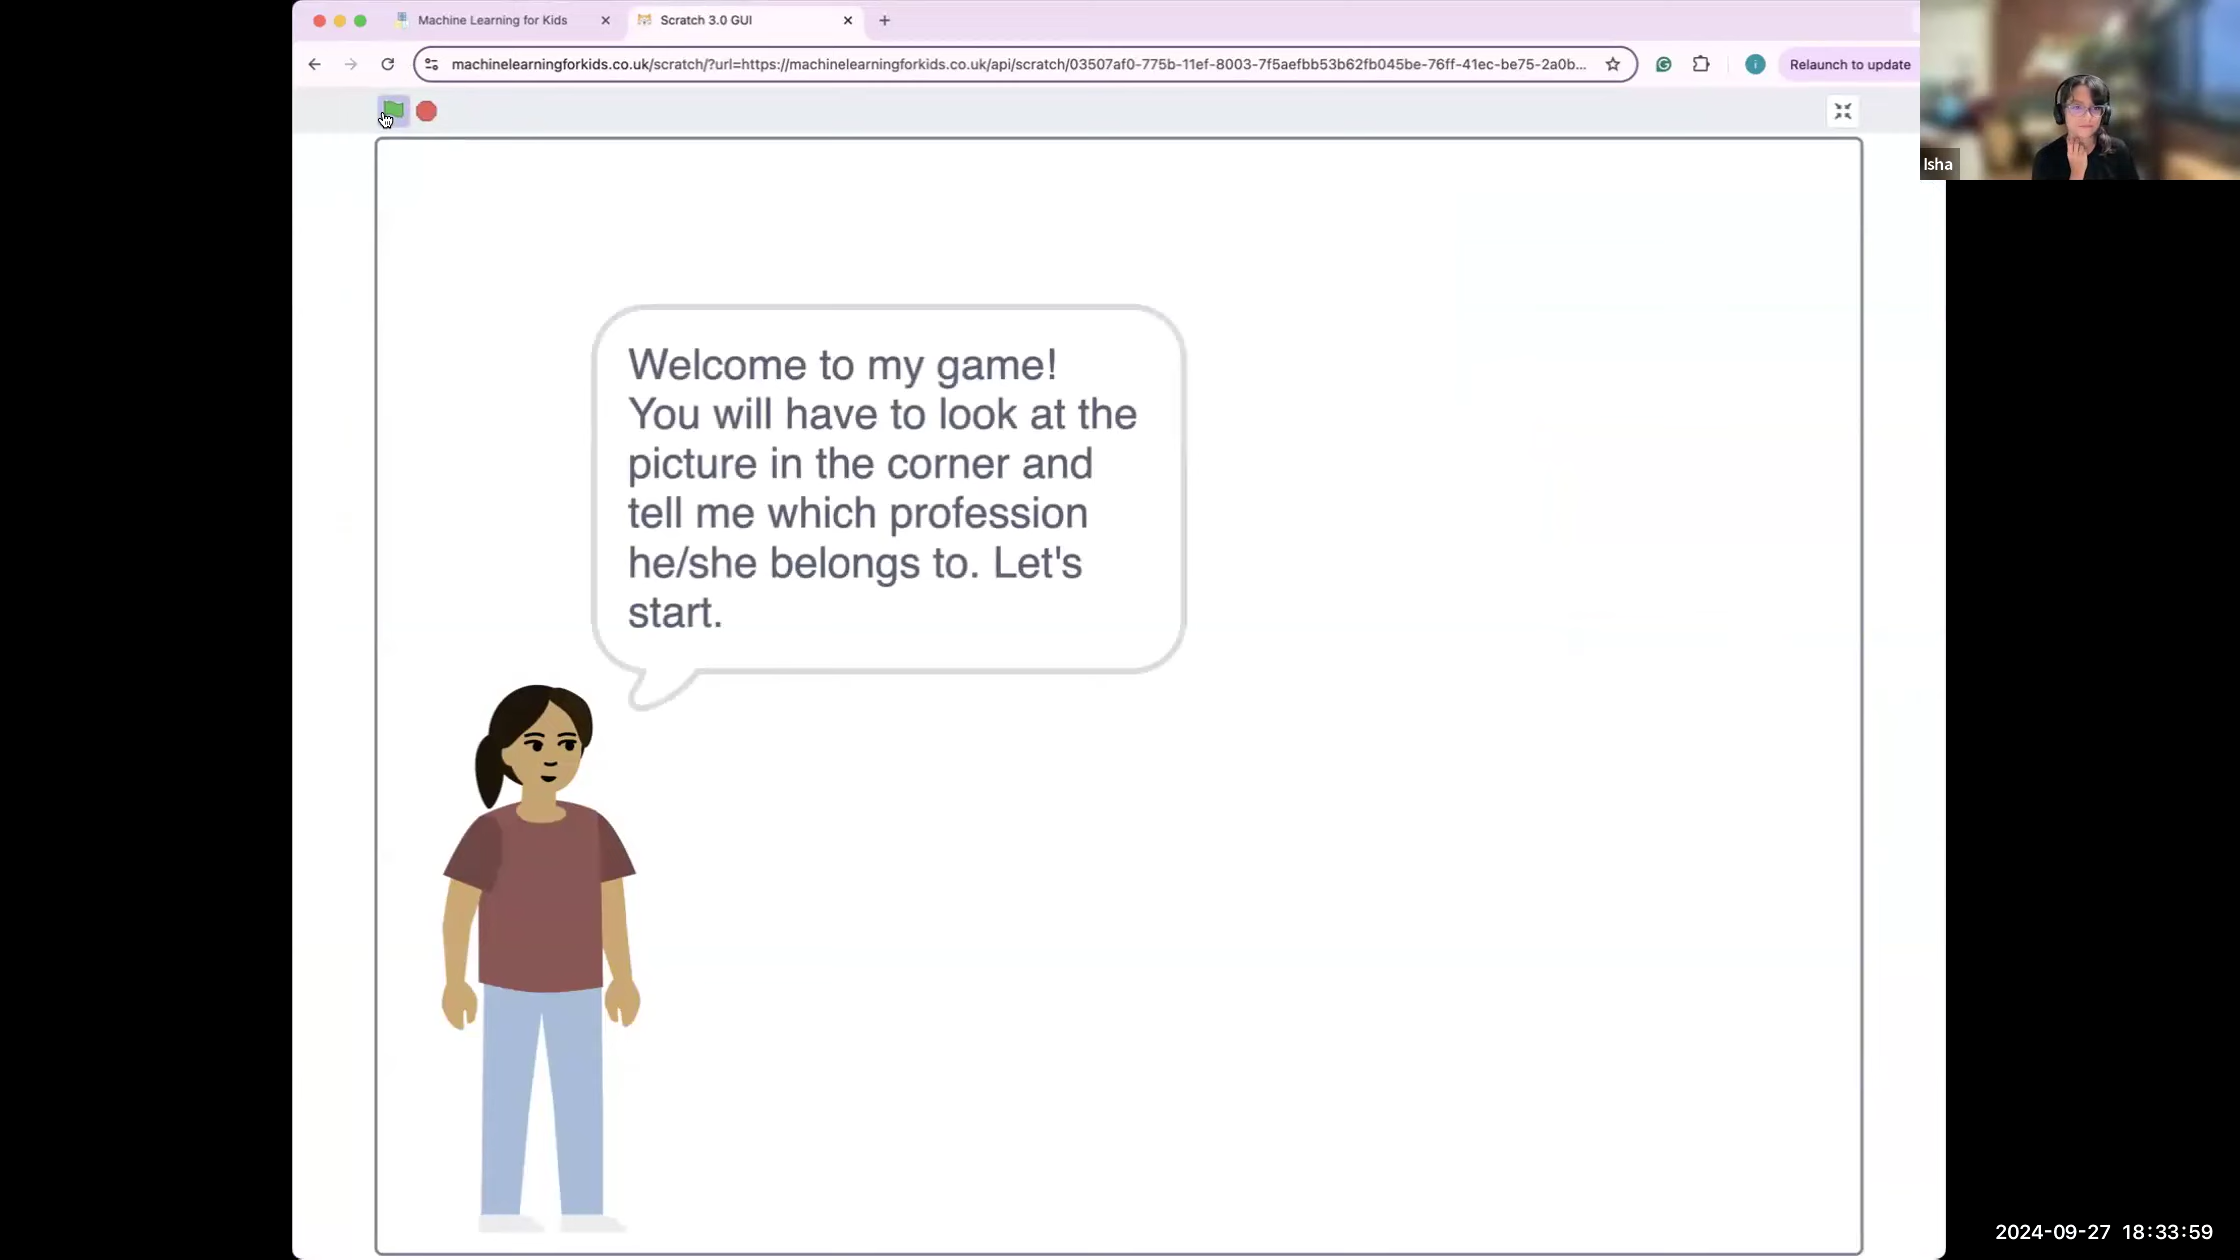 Machine Learning for Kids
Scratch 3.0 GUI
machinelearningforkids.co.uk/scratch/?url=https://machinelearningforkids.co.uk/api/scratch/03507af0-775b-11ef-8003-7f5aefbb53b62fb045be-76ff-41ec-be75-2a0b...
i
Relaunch to update
Isha
Welcome to my game!
You will have to look at the
picture in the corner and
tell me which profession
he/she belongs to. Let's
start.
2024-09-27 18:33:59